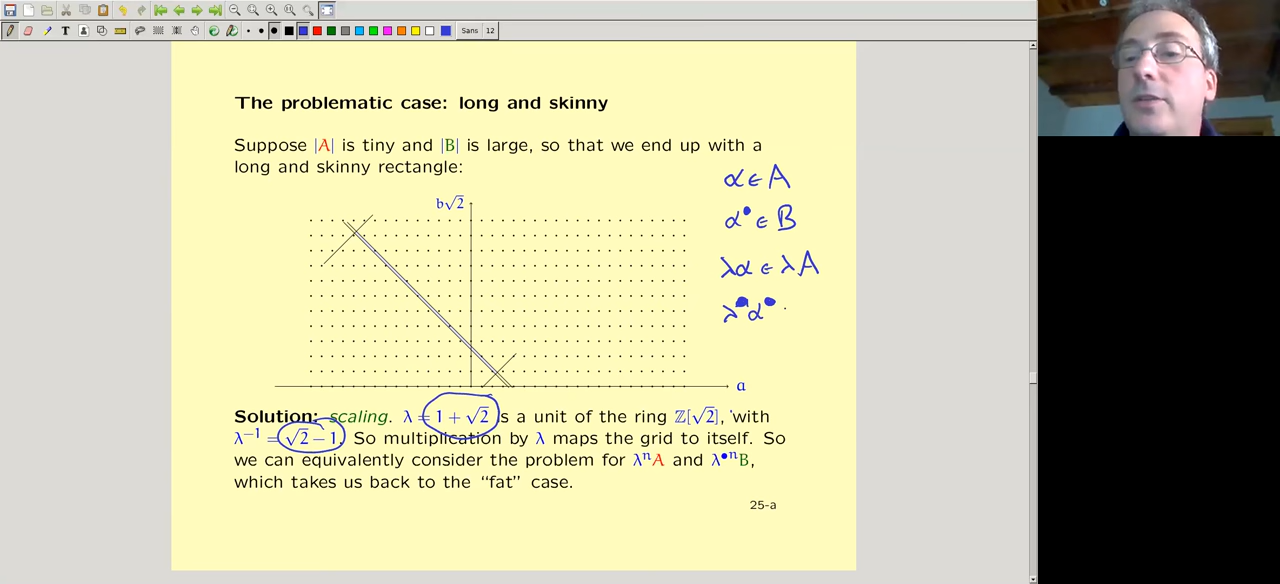 Sans 12
The problematic case: long and skinny
Suppose |A| is tiny and |B| is large, so that we end up with a
long and skinny rectangle:
b√2
a
α ∈ A
α• ∈ B
λα ∈ λA
λ•α•
Solution: scaling. λ = 1 + √2 is a unit of the ring ℤ[√2], with
λ⁻¹ = √2 − 1. So multiplication by λ maps the grid to itself. So
we can equivalently consider the problem for λⁿA and λ•ⁿB,
which takes us back to the “fat” case.
25-a